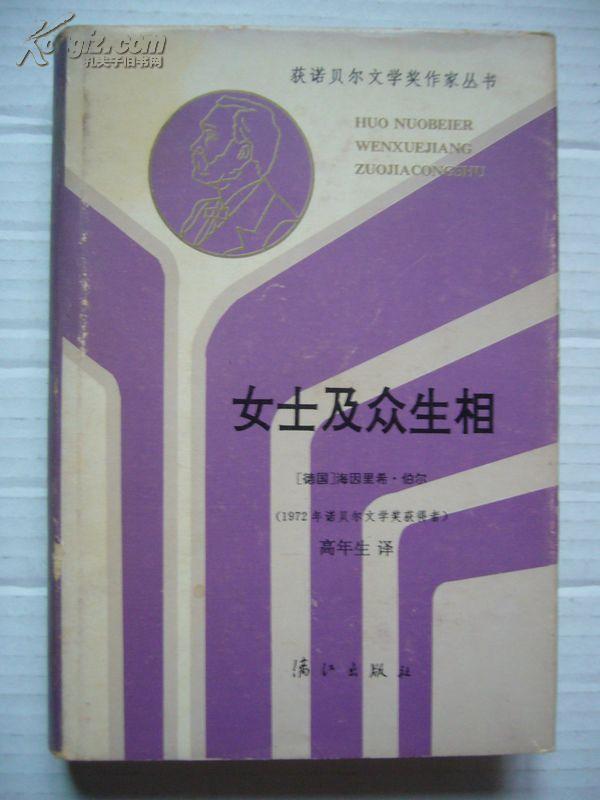 Kongfz.com
孔夫子旧书网
获诺贝尔文学奖作家丛书
HUO NUOBEIER
WENXUEJIANG
ZUOJIACONGSHU
女士及众生相
[德国]海因里希·伯尔
(1972年诺贝尔文学奖获得者)
高年生 译
漓江出版社